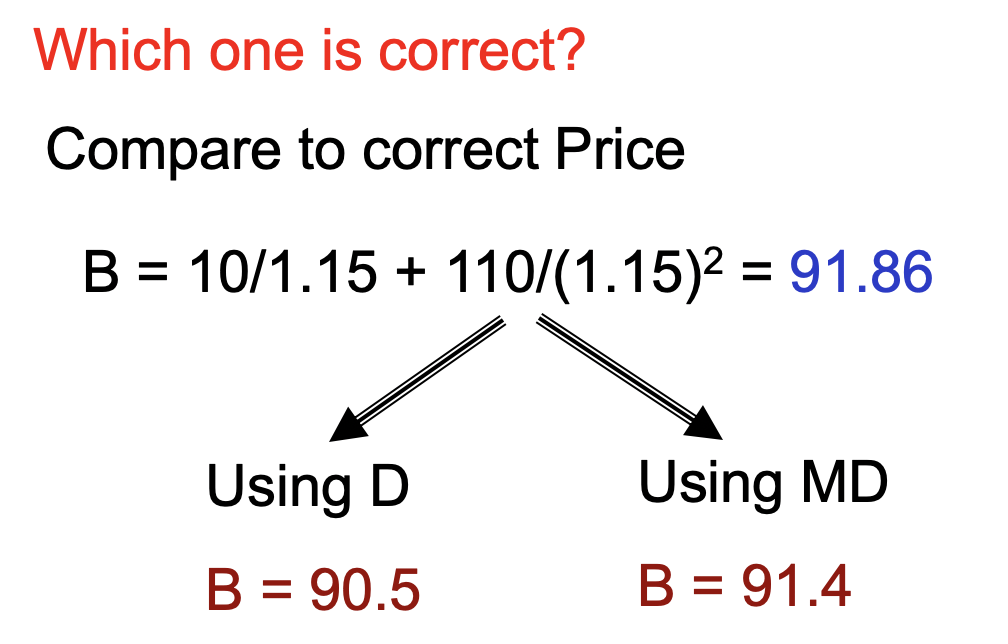 Which one is correct?
Compare to correct Price
B = 10/1.15 + 110/(1.15)² = 91.86
Using D
Using MD
B = 90.5
B = 91.4